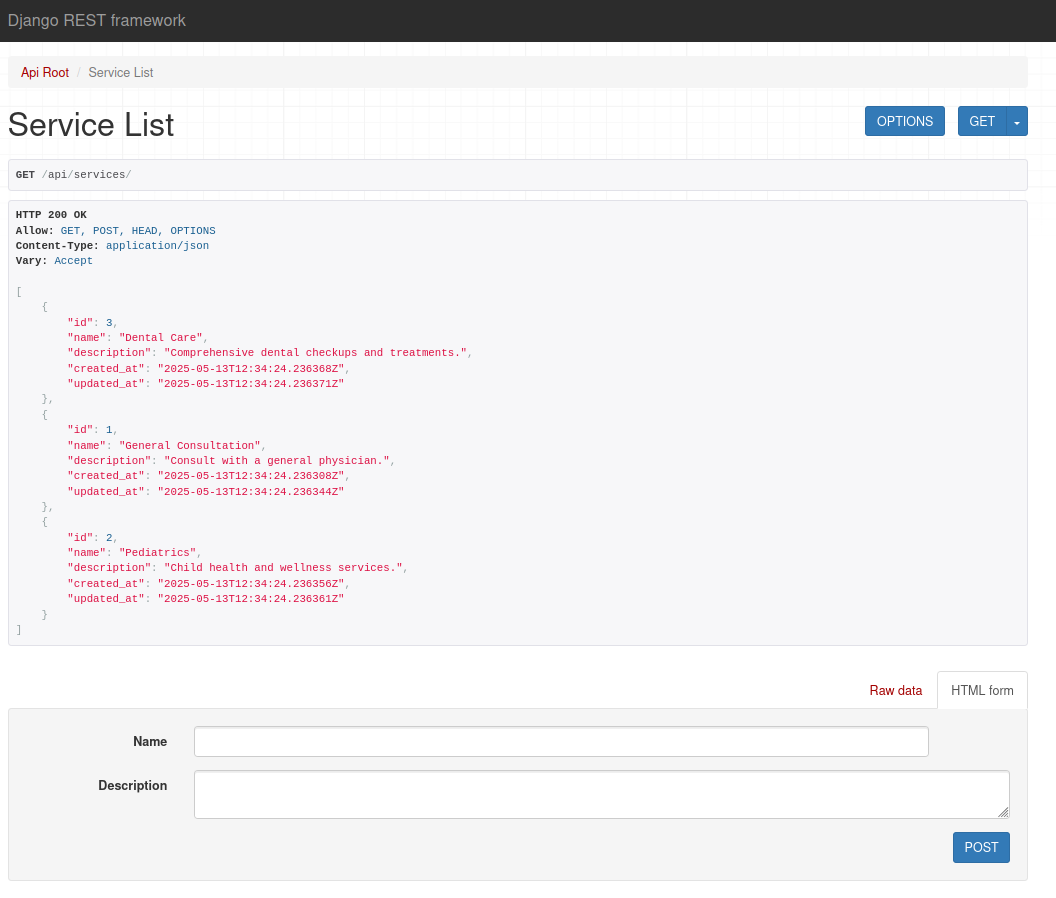 Django REST framework
Api Root / Service List
Service List
OPTIONS GET
GET /api/services/
HTTP 200 OK
Allow: GET, POST, HEAD, OPTIONS
Content-Type: application/json
Vary: Accept
[
    {
        "id": 3,
        "name": "Dental Care",
        "description": "Comprehensive dental checkups and treatments.",
        "created_at": "2025-05-13T12:34:24.236368Z",
        "updated_at": "2025-05-13T12:34:24.236371Z"
    },
    {
        "id": 1,
        "name": "General Consultation",
        "description": "Consult with a general physician.",
        "created_at": "2025-05-13T12:34:24.236308Z",
        "updated_at": "2025-05-13T12:34:24.236344Z"
    },
    {
        "id": 2,
        "name": "Pediatrics",
        "description": "Child health and wellness services.",
        "created_at": "2025-05-13T12:34:24.236356Z",
        "updated_at": "2025-05-13T12:34:24.236361Z"
    }
]
Raw data HTML form
Name
Description
POST